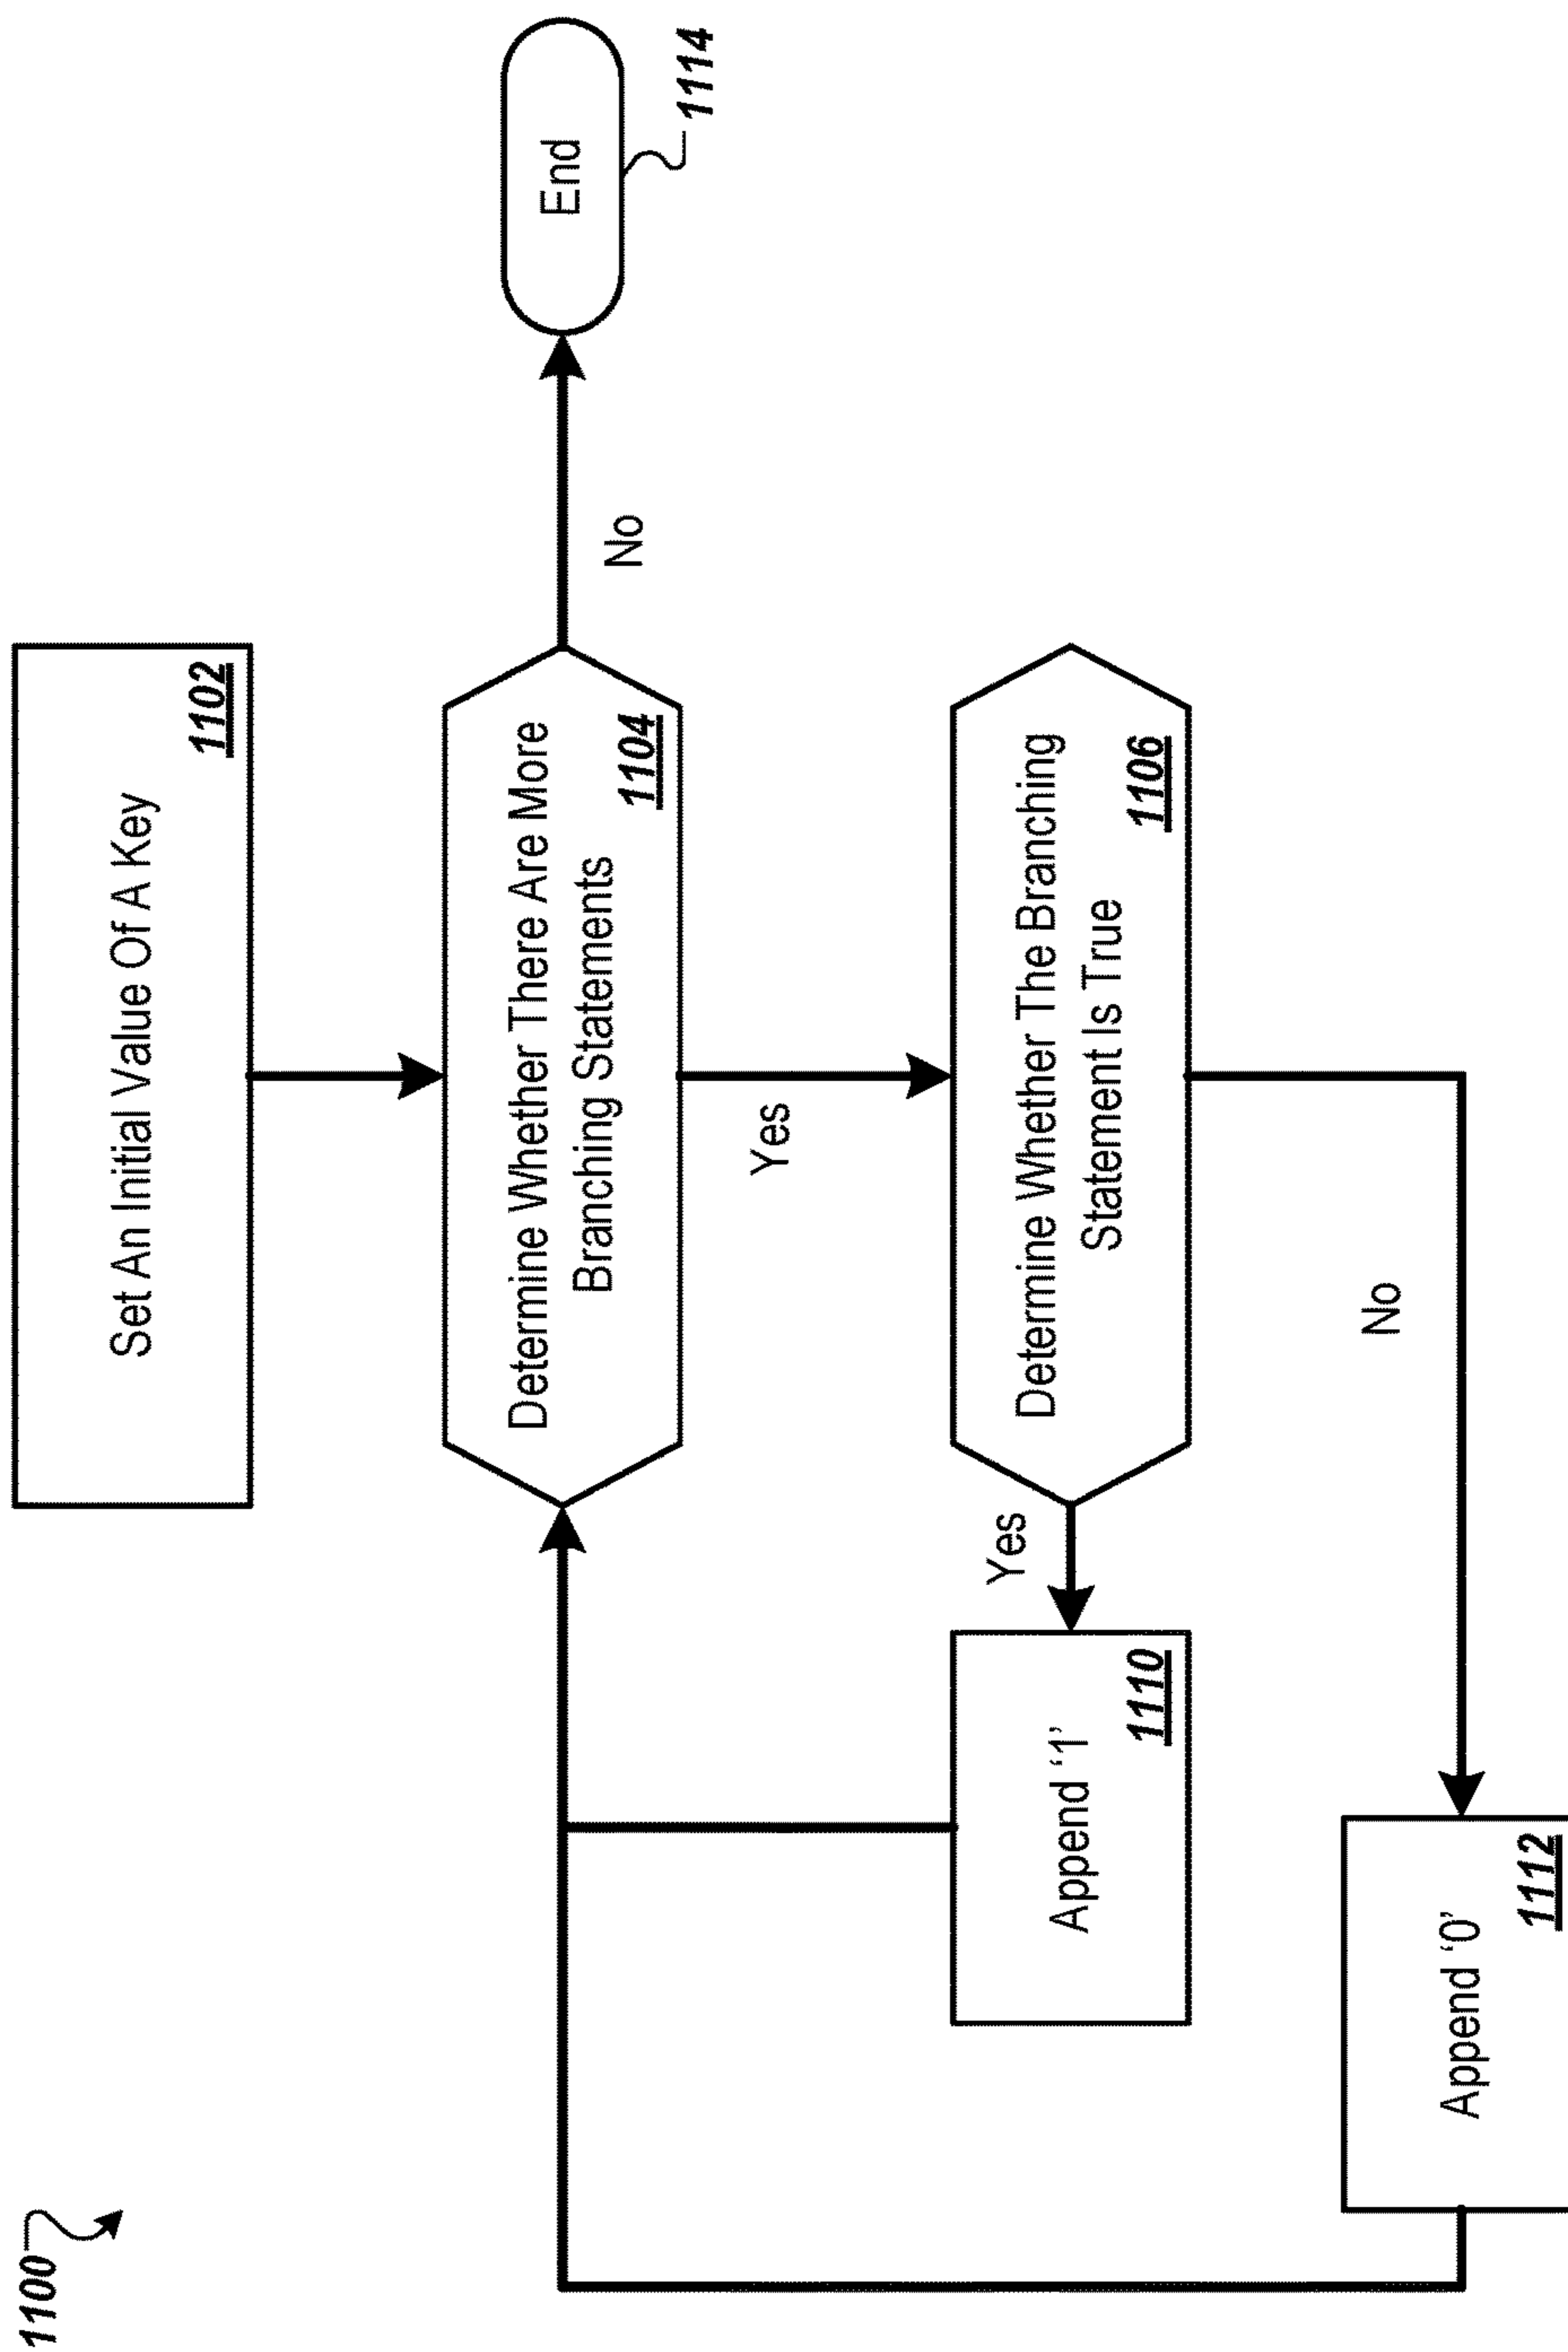 1100
Set An Initial Value Of A Key
1102
Determine Whether There Are More
Branching Statements
1104
No
End
1114
Yes
Determine Whether The Branching
Statement Is True
1106
Yes
Append ‘1’
1110
No
Append ‘0’
1112